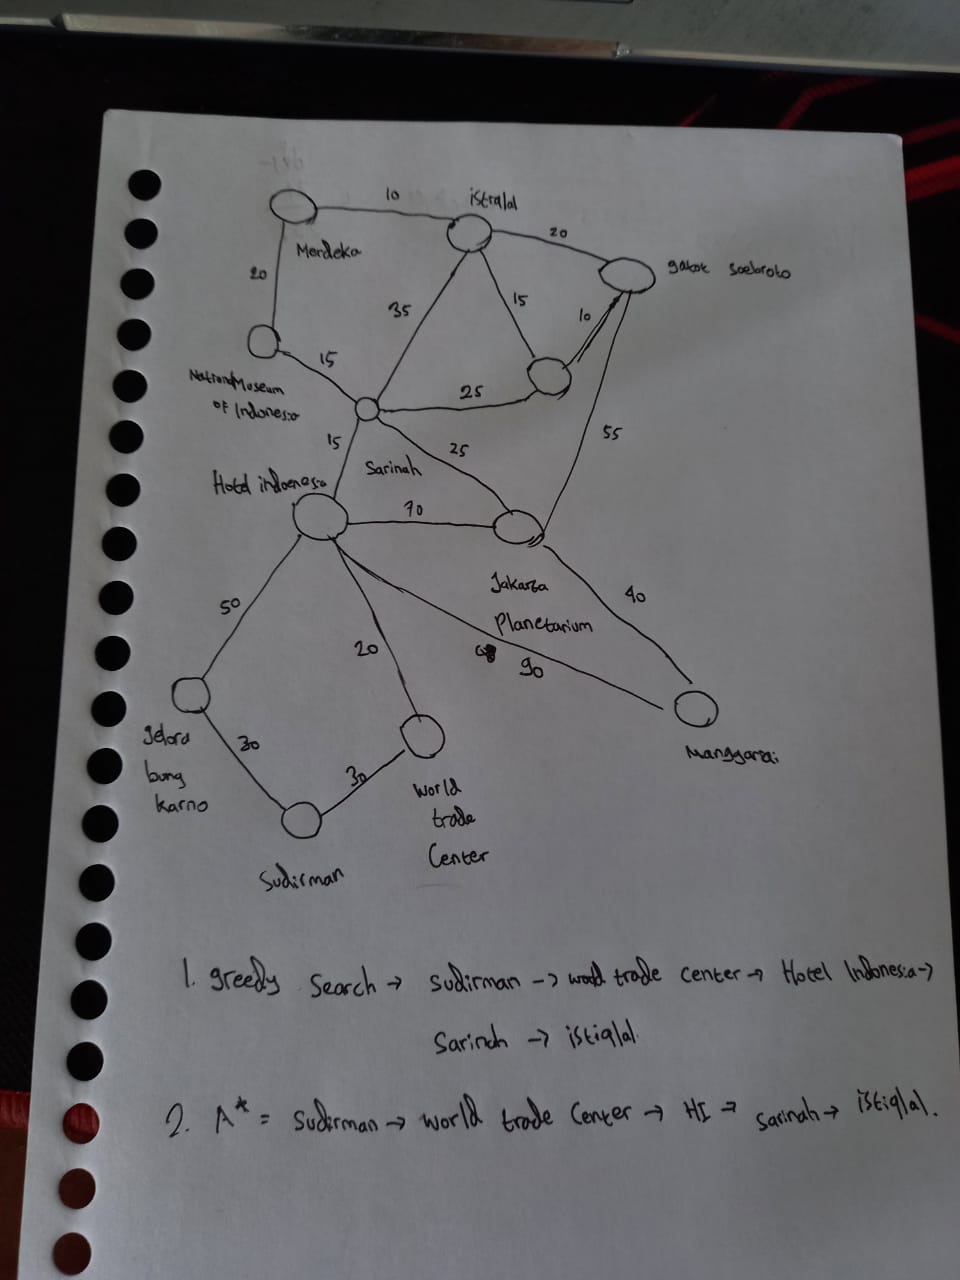 10
istiqlal
20
Merdeka
gatot Soebroto
20
35
15
10
15
National Museum
of Indonesia
25
55
15
25
Sarinah
Hotel indonesia
70
Jakarta
Planetarium
40
50
20
90
Manggarai
gelora
bung
karno
30
30
World
trade
Center
Sudirman
1. greedy Search → Sudirman → world trade center → Hotel Indonesia →
Sarinah → istiqlal
2. A* = Sudirman → world trade Center → HI → Sarinah → istiqlal.